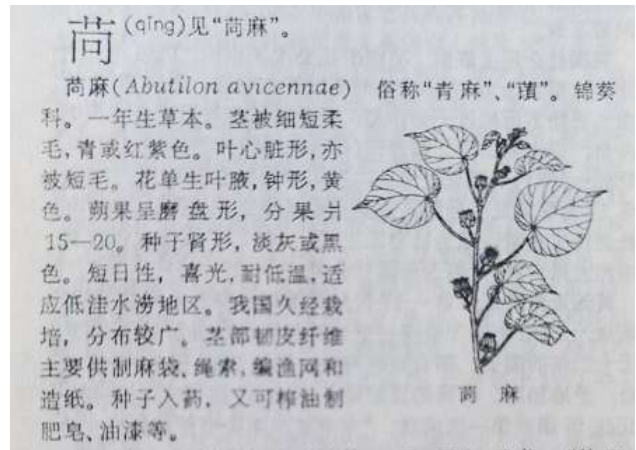 苘 (qǐng)见“苘麻”。
苘麻(Abutilon avicennae) 俗称“青麻”、“䔛”。锦葵
科。一年生草本。茎被细短柔
毛,青或红紫色。叶心脏形,亦
被短毛。花单生叶腋,钟形,黄
色。蒴果呈磨盘形,分果爿
15—20。种子肾形,淡灰或黑
色。短日性,喜光,耐低温,适
应低洼水涝地区。我国久经栽
培,分布较广。茎部韧皮纤维
主要供制麻袋,绳索,编渔网和
造纸。种子入药,又可榨油制
肥皂、油漆等。
苘麻